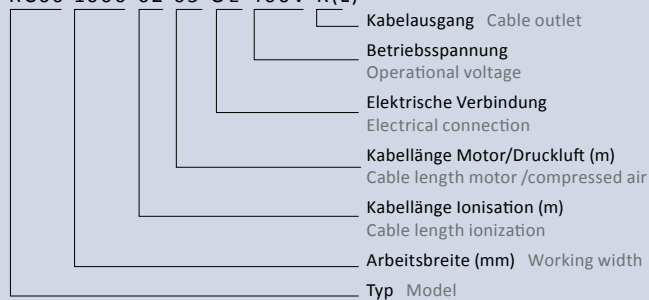 Kabelausgang Cable outlet
Betriebsspannung
Operational voltage
Elektrische Verbindung
Electrical connection
Kabellänge Motor/Druckluft (m)
Cable length motor /compressed air
Kabellänge Ionisation (m)
Cable length ionization
Arbeitsbreite (mm) Working width
Typ Model